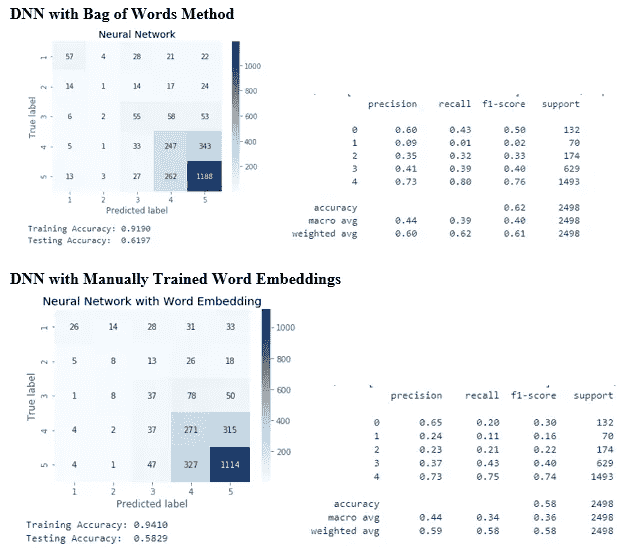 DNN with Bag of Words Method
Neural Network
True label
1 57 4 28 21 22
2 14 1 14 17 24
3 6 2 55 58 53
4 5 1 33 247 343
5 13 3 27 262 1188
1 2 3 4 5
Predicted label
1000
800
600
400
200
Training Accuracy: 0.9190
Testing Accuracy: 0.6197
precision recall f1-score support
0 0.60 0.43 0.50 132
1 0.09 0.01 0.02 70
2 0.35 0.32 0.33 174
3 0.41 0.39 0.40 629
4 0.73 0.80 0.76 1493
accuracy 0.62 2498
macro avg 0.44 0.39 0.40 2498
weighted avg 0.60 0.62 0.61 2498
DNN with Manually Trained Word Embeddings
Neural Network with Word Embedding
True label
1 26 14 28 31 33
2 5 8 13 26 18
3 1 8 37 78 50
4 4 2 37 271 315
5 4 1 47 327 1114
1 2 3 4 5
Predicted label
1000
800
600
400
200
Training Accuracy: 0.9410
Testing Accuracy: 0.5829
precision recall f1-score support
0 0.65 0.20 0.30 132
1 0.24 0.11 0.16 70
2 0.23 0.21 0.22 174
3 0.37 0.43 0.40 629
4 0.73 0.75 0.74 1493
accuracy 0.58 2498
macro avg 0.44 0.34 0.36 2498
weighted avg 0.59 0.58 0.58 2498